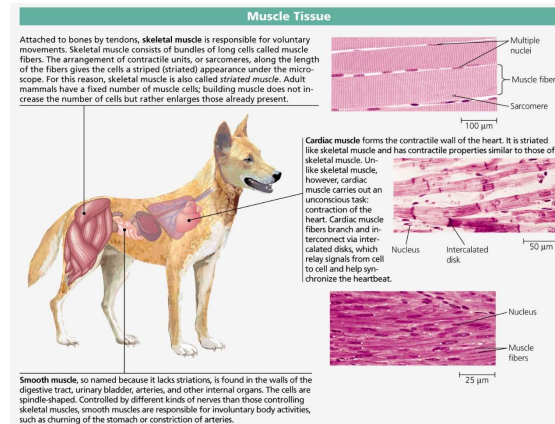 Muscle Tissue
Attached to bones by tendons, skeletal muscle is responsible for voluntary
movements. Skeletal muscle consists of bundles of long cells called muscle
fibers. The arrangement of contractile units, or sarcomeres, along the
length of the fibers gives the cells a striped (striated) appearance under the micro-
scope. For this reason, skeletal muscle is also called striated muscle. Adult
mammals have a fixed number of muscle cells; building muscle does not in-
crease the number of cells but rather enlarges those already present.
Multiple
nuclei
Muscle fiber
Sarcomere
100 µm
Cardiac muscle forms the contractile wall of the heart. It is striated
like skeletal muscle and has contractile properties similar to those of
skeletal muscle. Un-
like skeletal muscle,
however, cardiac
muscle carries out an
unconscious task:
contraction of the
heart. Cardiac muscle
fibers branch and in-
terconnect via inter-
calated disks, which
relay signals from cell
to cell and help syn-
chronize the heartbeat.
Nucleus
Intercalated
disk
50 µm
Nucleus
Muscle
fibers
25 µm
Smooth muscle, so named because it lacks striations, is found in the walls of the
digestive tract, urinary bladder, arteries, and other internal organs. The cells are
spindle-shaped. Controlled by different kinds of nerves than those controlling
skeletal muscles, smooth muscles are responsible for involuntary body activities,
such as churning of the stomach or constriction of arteries.